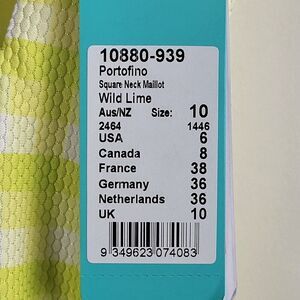 10880-939
Portofino
Square Neck Maillot
Wild Lime
Aus/NZ Size: 10
2464 1446
USA 6
Canada 8
France 38
Germany 36
Netherlands 36
UK 10
9 349623 074083